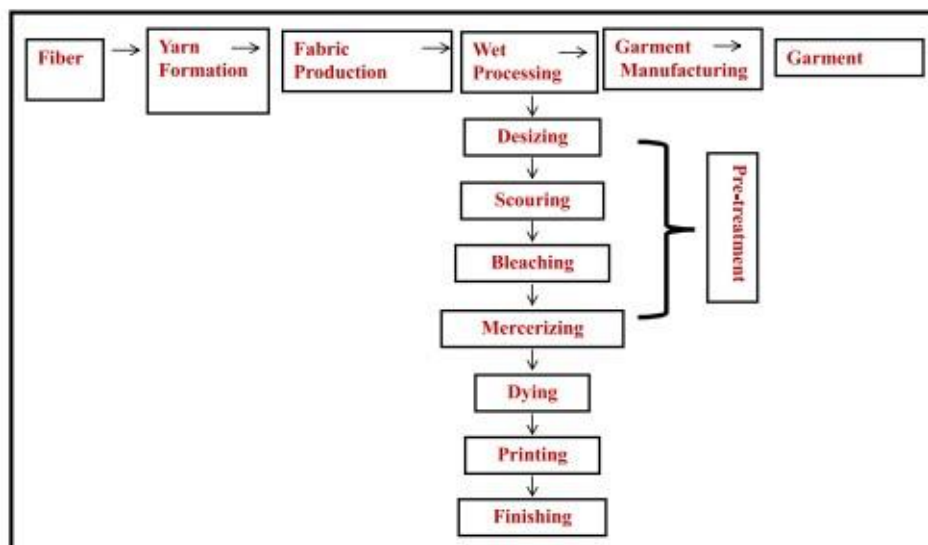 Fiber
Yarn
Formation
Fabric
Production
Wet
Processing
Garment
Manufacturing
Garment
Desizing
Scouring
Bleaching
Mercerizing
Pre-treatment
Dying
Printing
Finishing